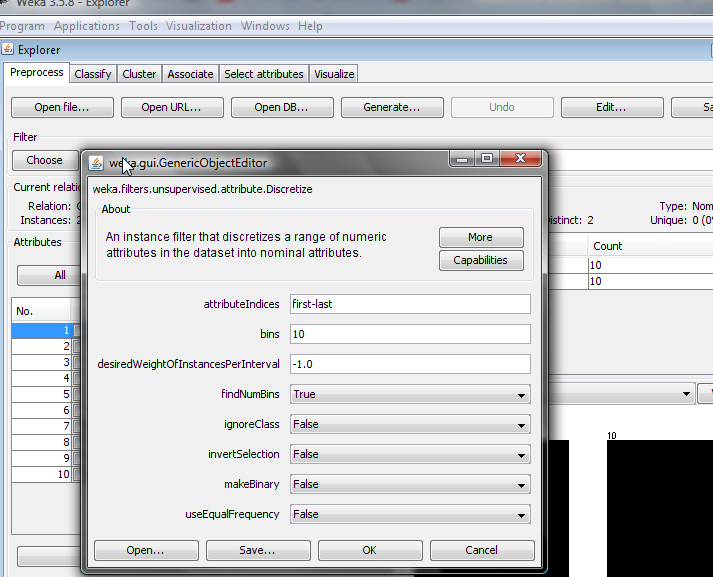 Weka 3.5.8 - Explorer
Program Applications Tools Visualization Windows Help
Explorer
Preprocess Classify Cluster Associate Select attributes Visualize
Open file... Open URL... Open DB... Generate... Undo Edit...
Filter
Choose
weka.gui.GenericObjectEditor
weka.filters.unsupervised.attribute.Discretize
About
An instance filter that discretizes a range of numeric
attributes in the dataset into nominal attributes.
More
Capabilities
attributeIndices first-last
bins 10
desiredWeightOfInstancesPerInterval -1.0
findNumBins True
ignoreClass False
invertSelection False
makeBinary False
useEqualFrequency False
Open... Save... OK Cancel
Current relati
Relation:
Instances: 2
Attributes
All
No.
1
2
3
4
5
6
7
8
9
10
Type: Nom
istinct: 2 Unique: 0 (0%
Count
10
10
10